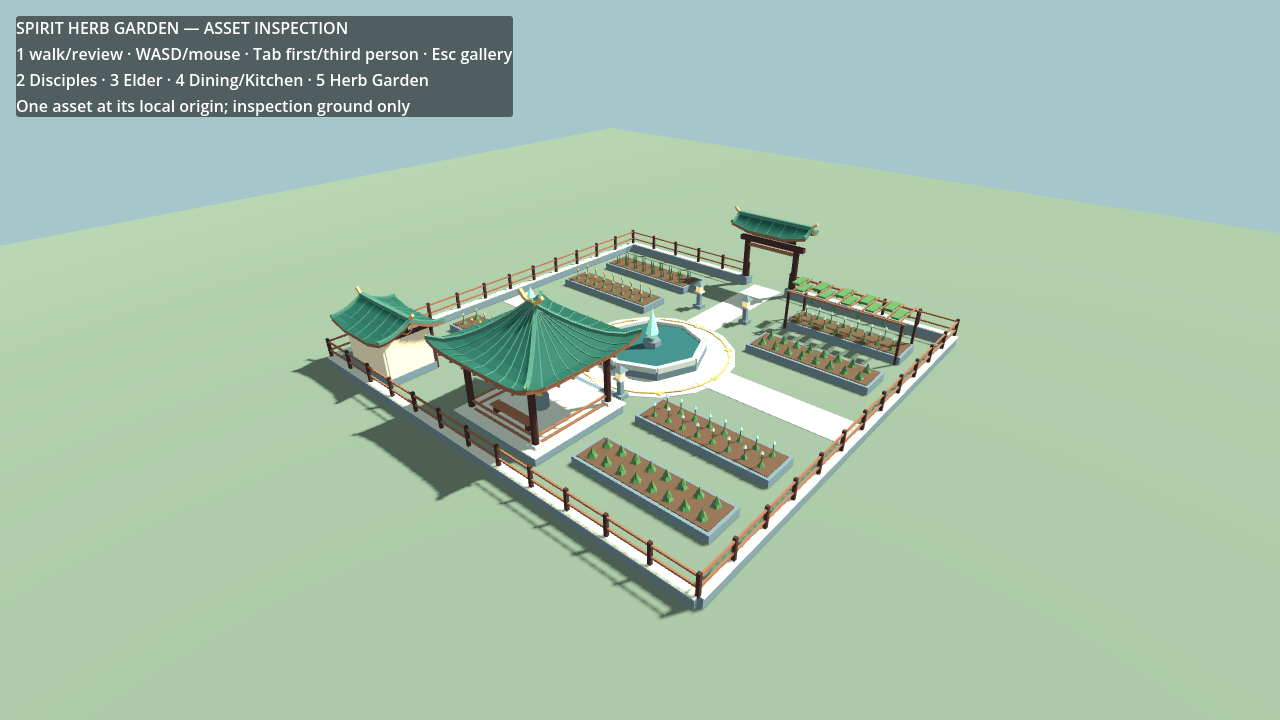 SPIRIT HERB GARDEN — ASSET INSPECTION
1 walk/review · WASD/mouse · Tab first/third person · Esc gallery
2 Disciples · 3 Elder · 4 Dining/Kitchen · 5 Herb Garden
One asset at its local origin; inspection ground only